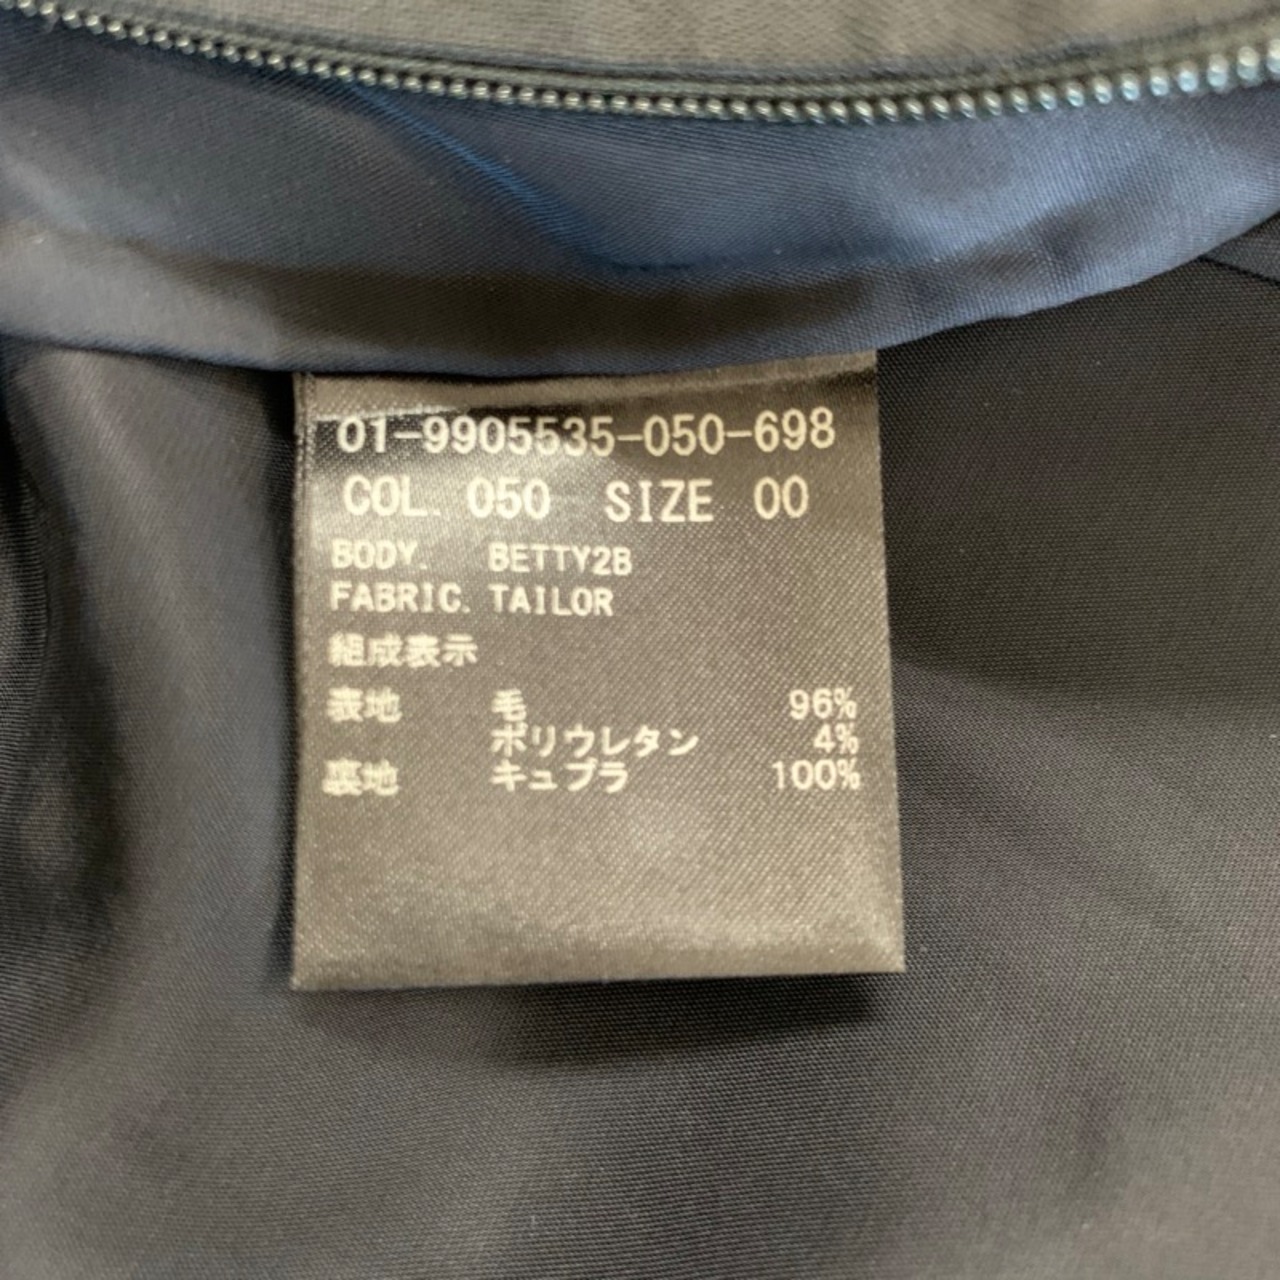 01-9905535-050-698
COL. 050 SIZE 00
BODY. BETTY2B
FABRIC. TAILOR
組成表示
表地 毛 96%
ポリウレタン 4%
裏地 キュプラ 100%